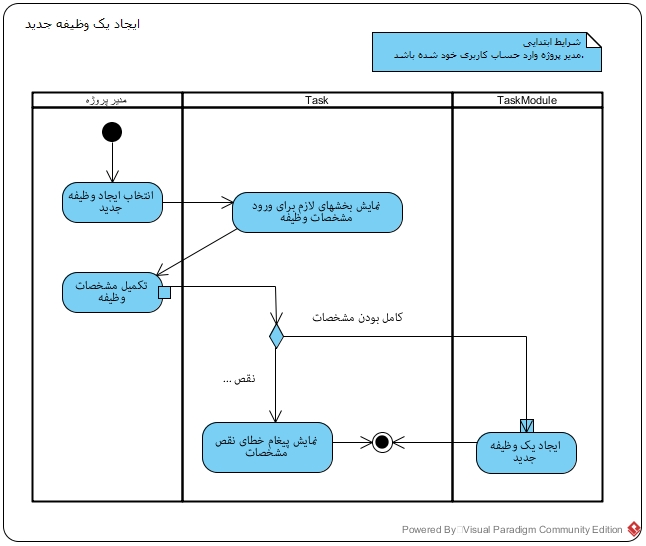 ایجاد یک وظیفه جدید
شرایط ابتدایی
مدیر پروژه وارد حساب کاربری خود شده باشد.
مدیر پروژه
Task
TaskModule
انتخاب ایجاد وظیفه
جدید
نمایش بخشهای لازم برای ورود
مشخصات وظیفه
تکمیل مشخصات
وظیفه
کامل بودن مشخصات
نقص ...
نمایش پیغام خطای نقص
مشخصات
ایجاد یک وظیفه
جدید
Powered By Visual Paradigm Community Edition